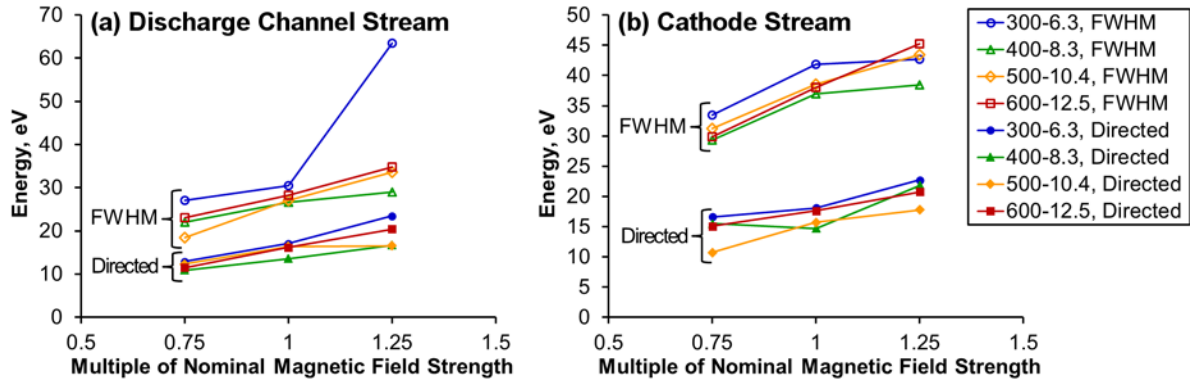 (a) Discharge Channel Stream
70
60
50
40
30
20
10
0
Energy, eV
FWHM
Directed
0.5 0.75 1 1.25 1.5
Multiple of Nominal Magnetic Field Strength
(b) Cathode Stream
50
45
40
35
30
25
20
15
10
5
0
Energy, eV
FWHM
Directed
0.5 0.75 1 1.25 1.5
Multiple of Nominal Magnetic Field Strength
300-6.3, FWHM
400-8.3, FWHM
500-10.4, FWHM
600-12.5, FWHM
300-6.3, Directed
400-8.3, Directed
500-10.4, Directed
600-12.5, Directed